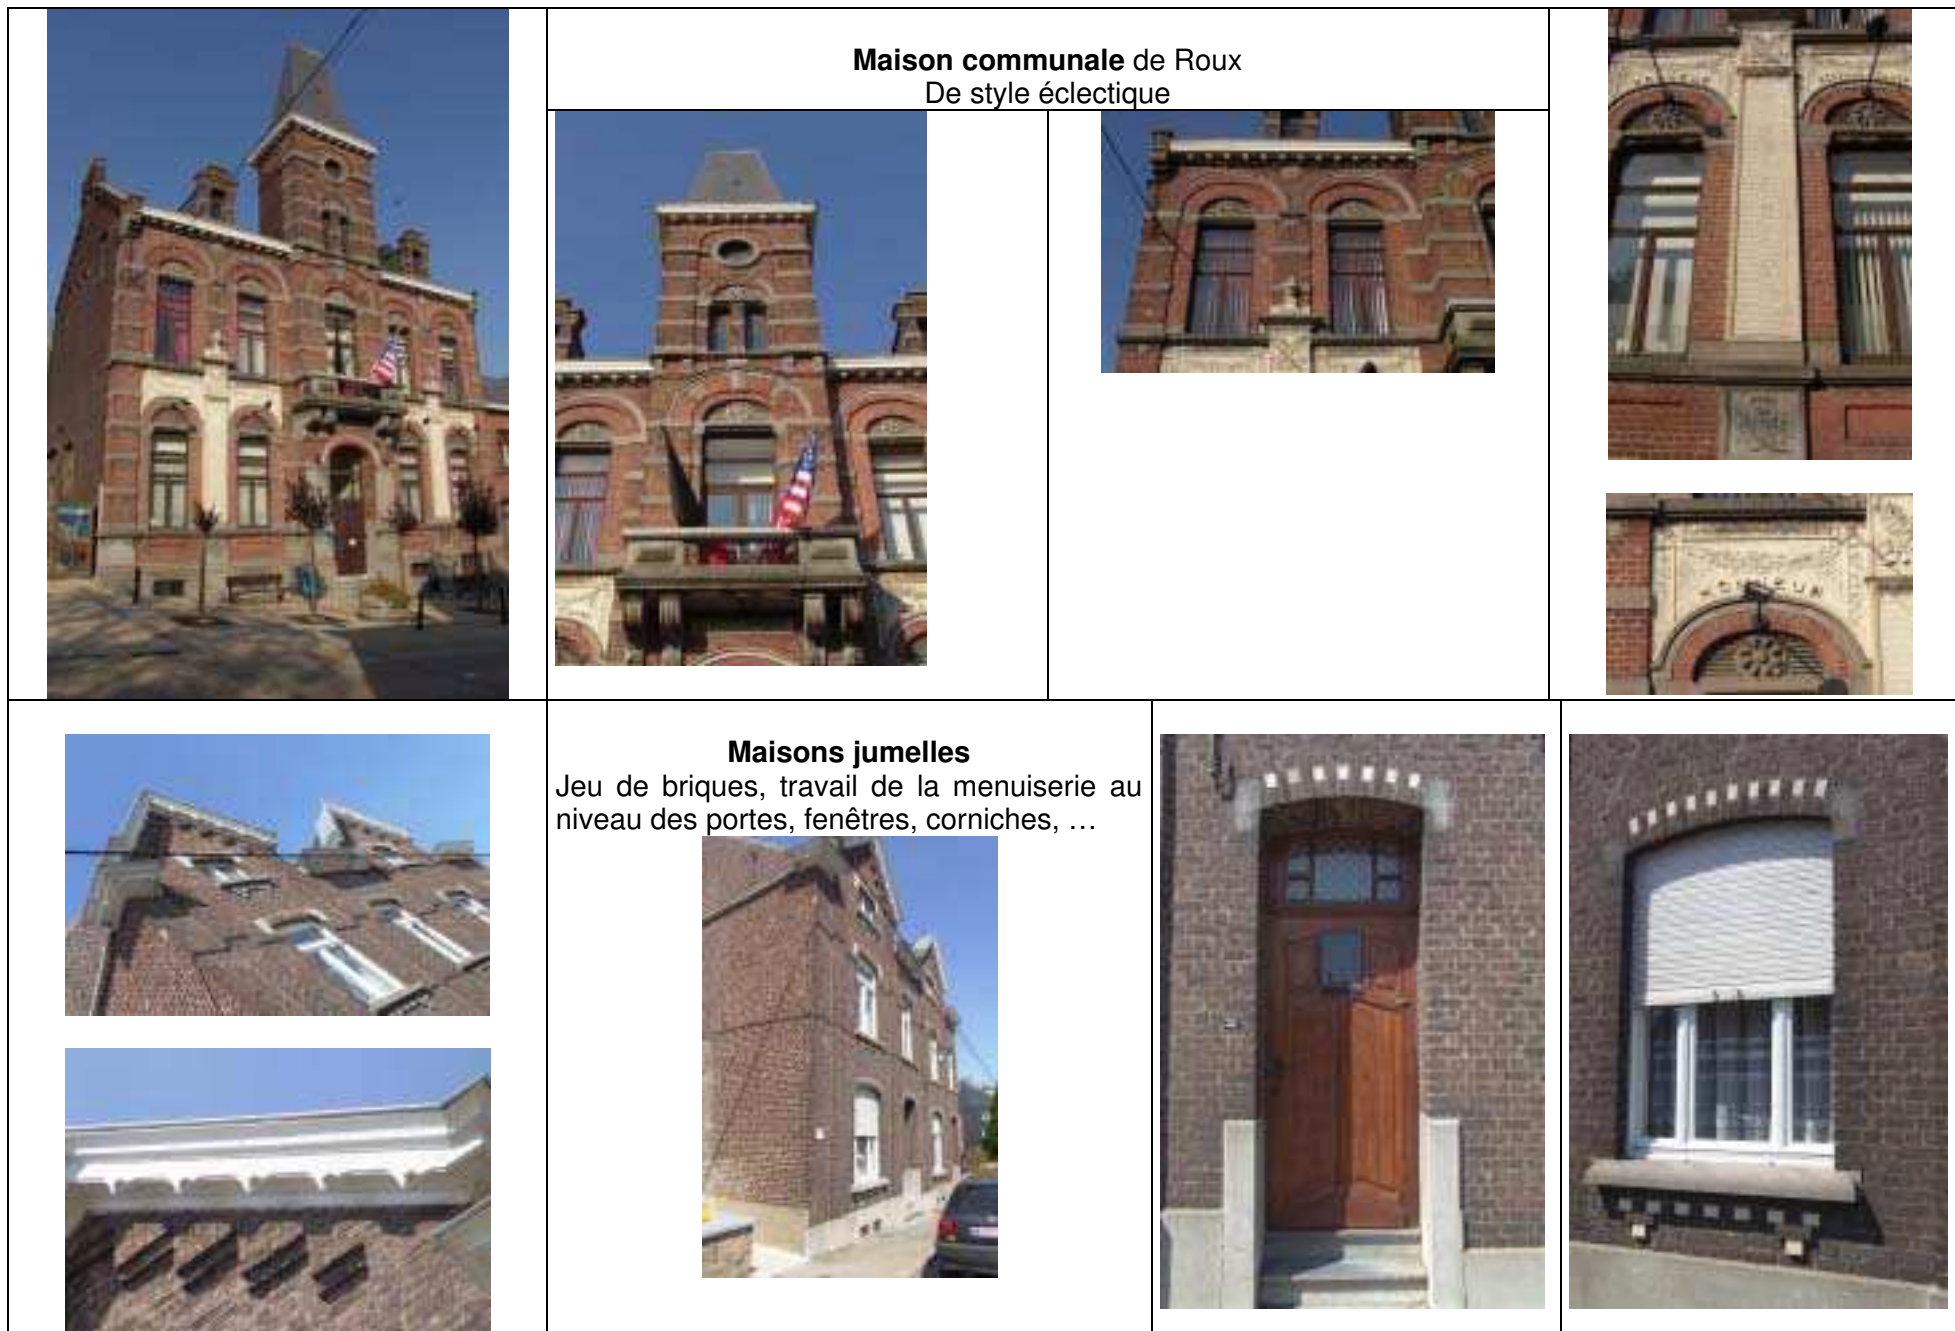 Maison communale de Roux
De style éclectique
Maisons jumelles
Jeu de briques, travail de la menuiserie au
niveau des portes, fenêtres, corniches, …